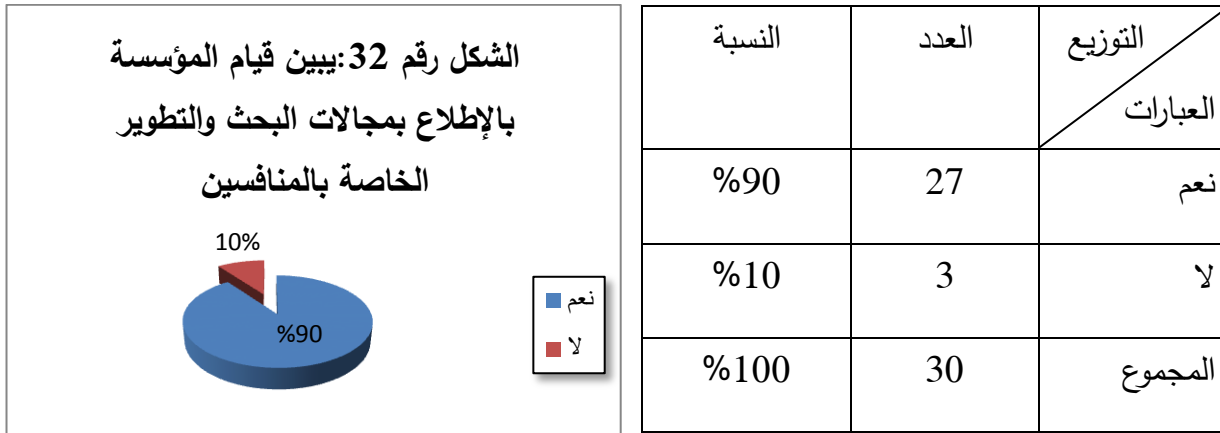 الشكل رقم 32:يبين قيام المؤسسة
بالإطلاع بمجالات البحث والتطوير
الخاصة بالمنافسين
10%
%90
نعم
لا
التوزيع العدد النسبة
العبارات
نعم 27 %90
لا 3 %10
المجموع 30 %100